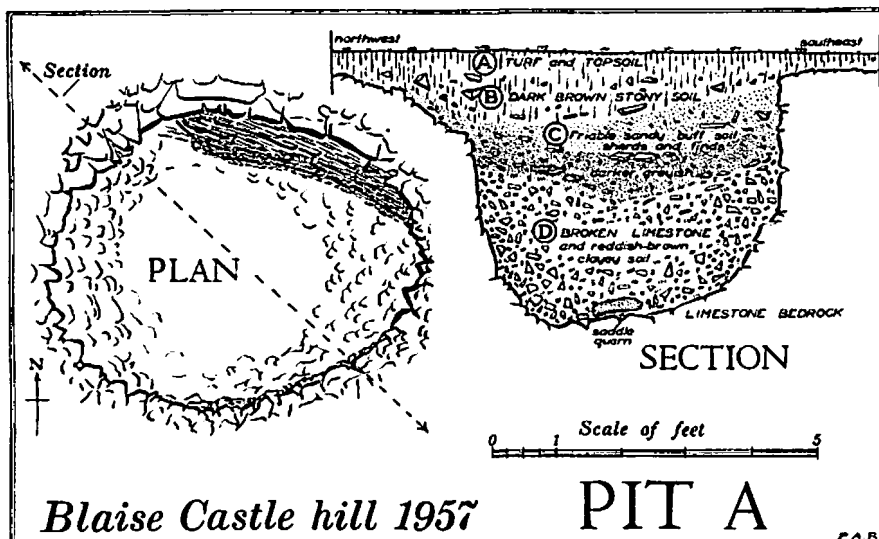 northwest
southeast
Section
Ⓐ TURF and TOPSOIL
Ⓑ DARK BROWN STONY SOIL
Ⓒ Friable sandy buff soil
sherds and finds
darker greyish
Ⓓ BROKEN LIMESTONE
and reddish-brown
clayey soil
PLAN
LIMESTONE BEDROCK
saddle
quern
SECTION
N
Scale of feet
0 1 5
Blaise Castle hill 1957
PIT A